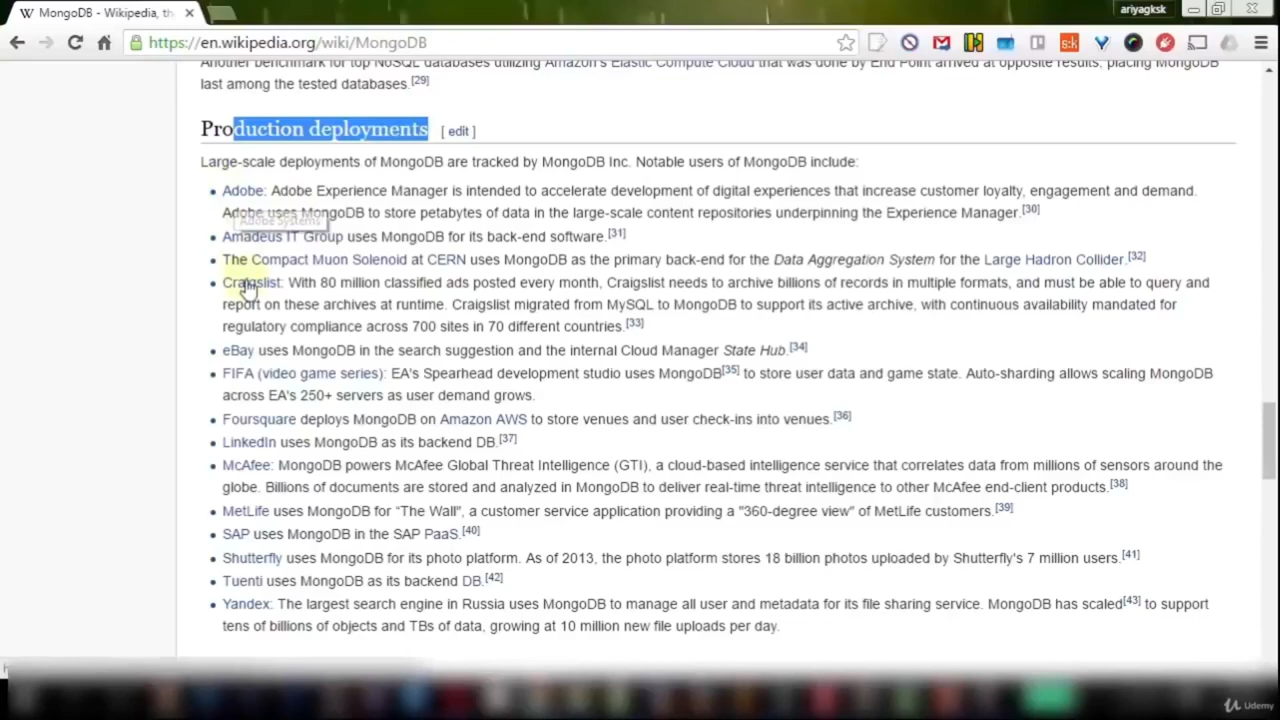 MongoDB - Wikipedia, th
ariyagksk
https://en.wikipedia.org/wiki/MongoDB
Another benchmark for top NoSQL databases utilizing Amazon's Elastic Compute Cloud that was done by End Point arrived at opposite results, placing MongoDB
last among the tested databases.[29]
Production deployments [ edit ]
Large-scale deployments of MongoDB are tracked by MongoDB Inc. Notable users of MongoDB include:
• Adobe: Adobe Experience Manager is intended to accelerate development of digital experiences that increase customer loyalty, engagement and demand.
Adobe uses MongoDB to store petabytes of data in the large-scale content repositories underpinning the Experience Manager.[30]
Adobe Systems
• Amadeus IT Group uses MongoDB for its back-end software.[31]
• The Compact Muon Solenoid at CERN uses MongoDB as the primary back-end for the Data Aggregation System for the Large Hadron Collider.[32]
• Craigslist: With 80 million classified ads posted every month, Craigslist needs to archive billions of records in multiple formats, and must be able to query and
report on these archives at runtime. Craigslist migrated from MySQL to MongoDB to support its active archive, with continuous availability mandated for
regulatory compliance across 700 sites in 70 different countries.[33]
• eBay uses MongoDB in the search suggestion and the internal Cloud Manager State Hub.[34]
• FIFA (video game series): EA's Spearhead development studio uses MongoDB[35] to store user data and game state. Auto-sharding allows scaling MongoDB
across EA's 250+ servers as user demand grows.
• Foursquare deploys MongoDB on Amazon AWS to store venues and user check-ins into venues.[36]
• LinkedIn uses MongoDB as its backend DB.[37]
• McAfee: MongoDB powers McAfee Global Threat Intelligence (GTI), a cloud-based intelligence service that correlates data from millions of sensors around the
globe. Billions of documents are stored and analyzed in MongoDB to deliver real-time threat intelligence to other McAfee end-client products.[38]
• MetLife uses MongoDB for “The Wall", a customer service application providing a "360-degree view" of MetLife customers.[39]
• SAP uses MongoDB in the SAP PaaS.[40]
• Shutterfly uses MongoDB for its photo platform. As of 2013, the photo platform stores 18 billion photos uploaded by Shutterfly's 7 million users.[41]
• Tuenti uses MongoDB as its backend DB.[42]
• Yandex: The largest search engine in Russia uses MongoDB to manage all user and metadata for its file sharing service. MongoDB has scaled[43] to support
tens of billions of objects and TBs of data, growing at 10 million new file uploads per day.
Udemy